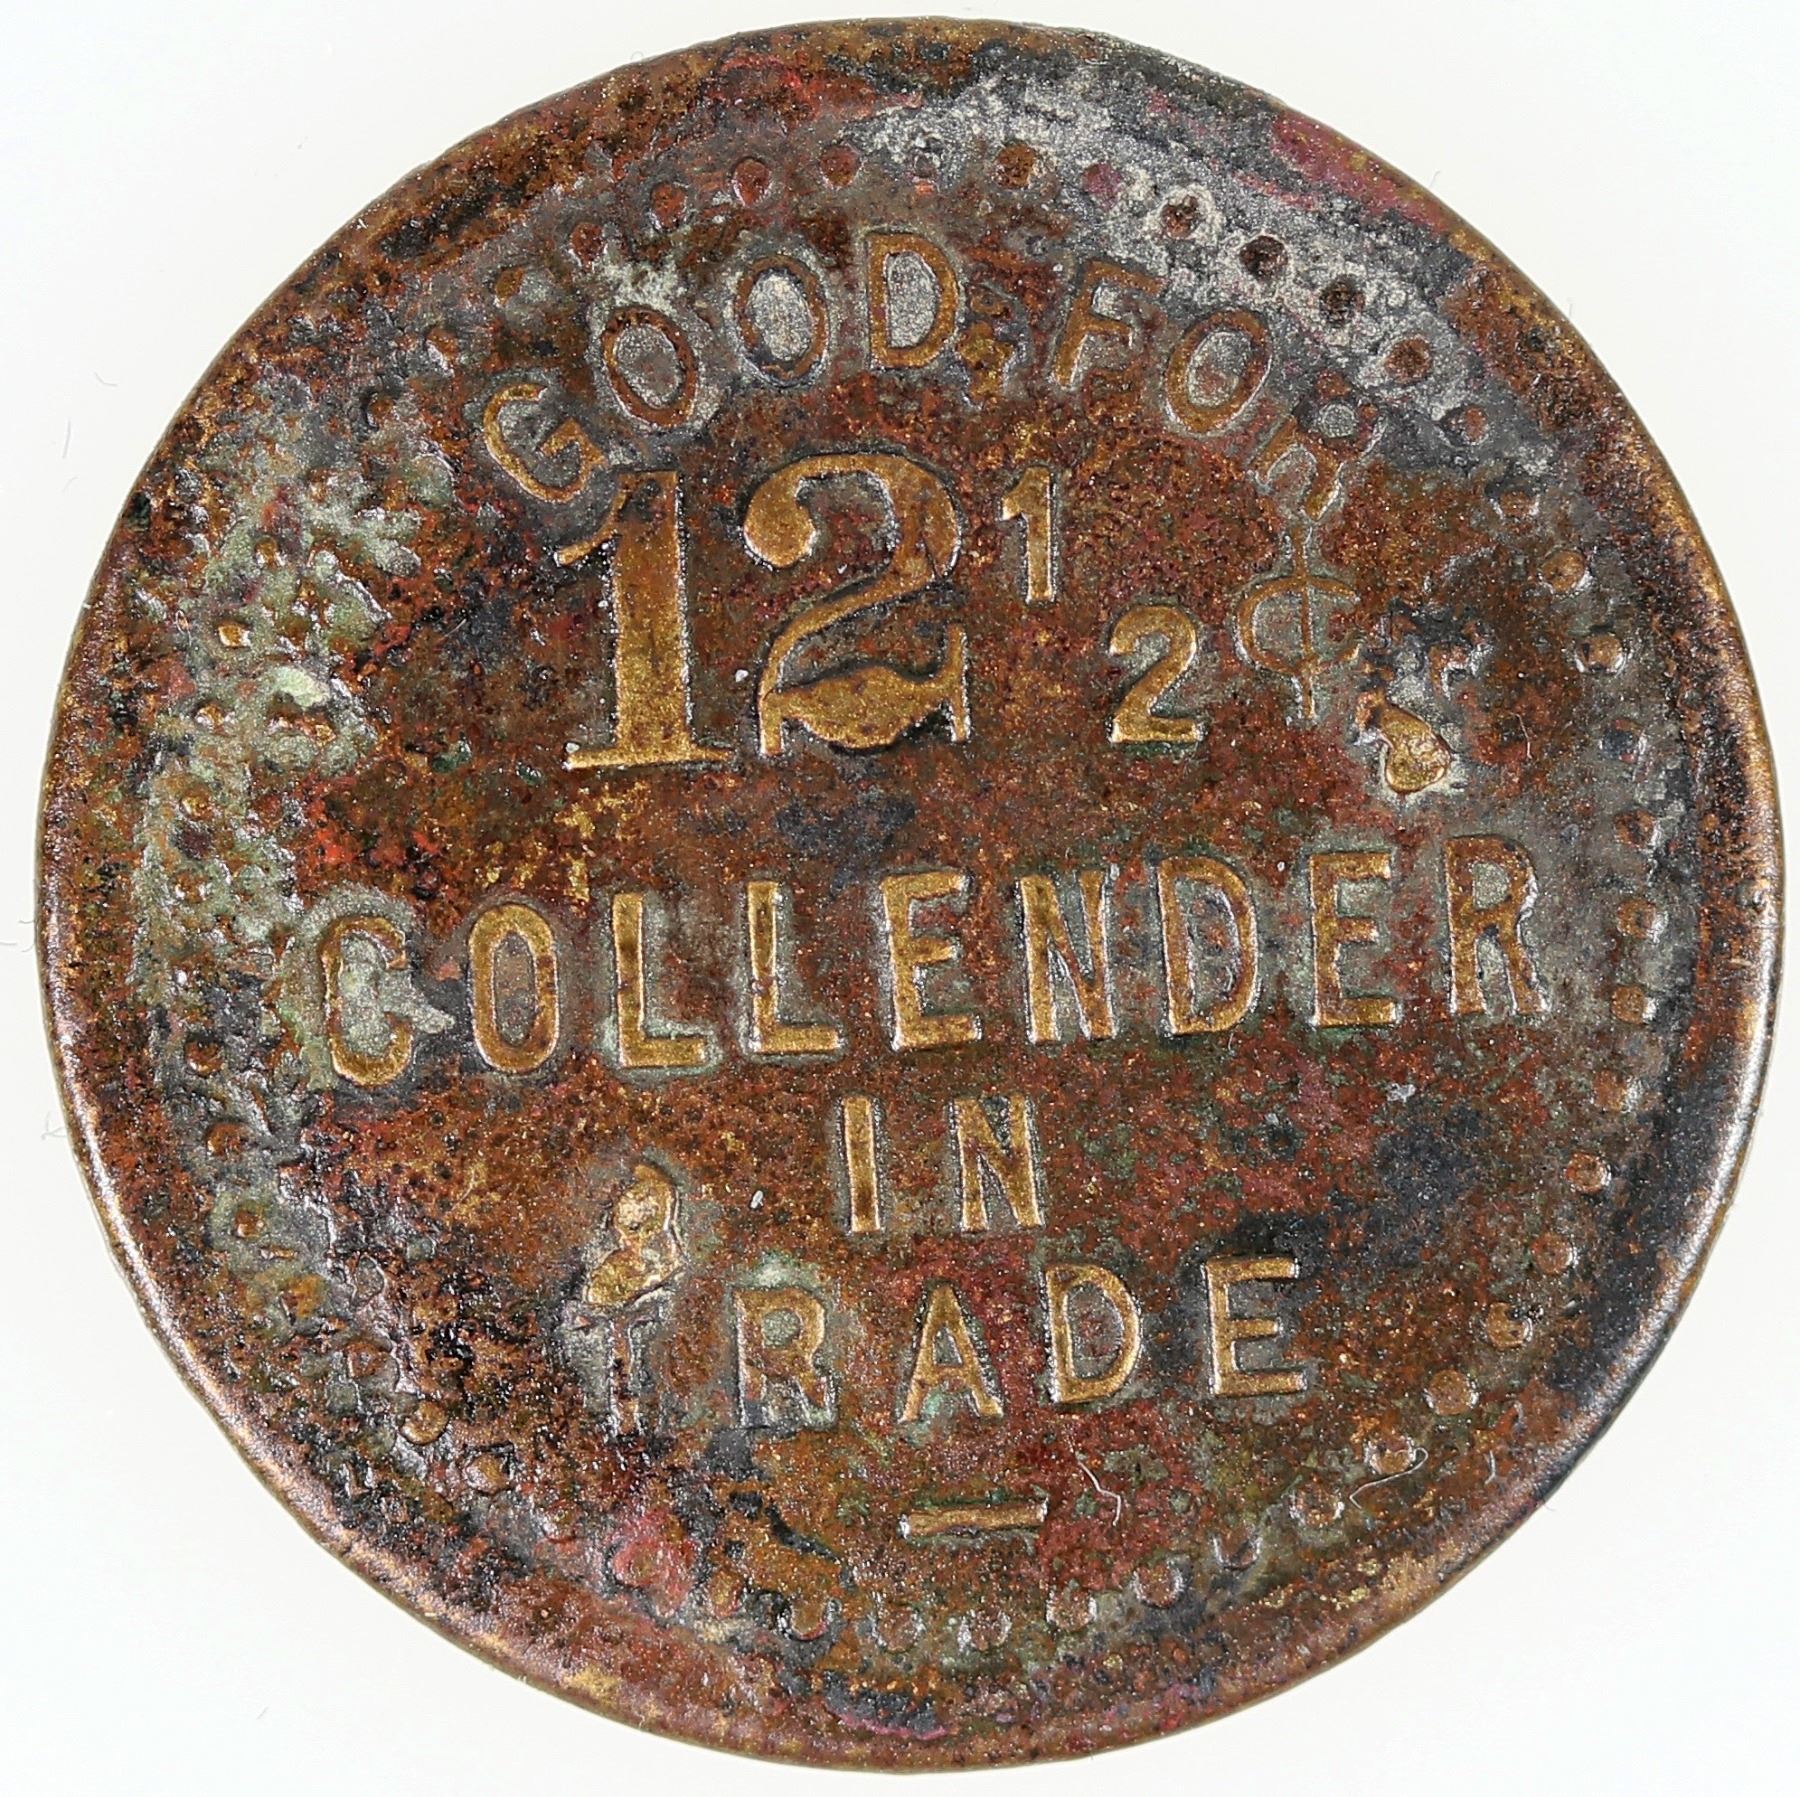 GOOD FOR
12 1/2 ¢
COLLENDER
IN
TRADE